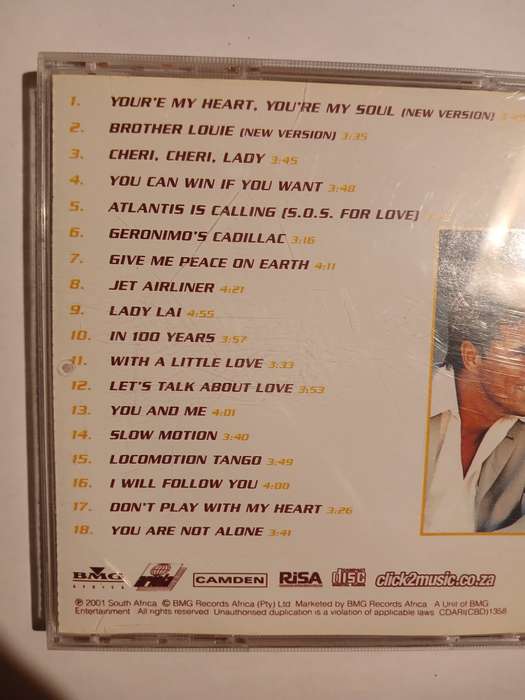 1. YOUR'E MY HEART, YOU'RE MY SOUL (NEW VERSION)
2. BROTHER LOUIE (NEW VERSION) 3:35
3. CHERI, CHERI, LADY 3:45
4. YOU CAN WIN IF YOU WANT 3:48
5. ATLANTIS IS CALLING (S.O.S. FOR LOVE)
6. GERONIMO'S CADILLAC 3:16
7. GIVE ME PEACE ON EARTH 4:11
8. JET AIRLINER 4:21
9. LADY LAI 4:55
10. IN 100 YEARS 3:57
11. WITH A LITTLE LOVE 3:33
12. LET'S TALK ABOUT LOVE 3:53
13. YOU AND ME 4:01
14. SLOW MOTION 3:40
15. LOCOMOTION TANGO 3:49
16. I WILL FOLLOW YOU 4:00
17. DON'T PLAY WITH MY HEART 3:26
18. YOU ARE NOT ALONE 3:41
BMG CAMDEN RiSA COMPACT disc click2music.co.za
AFRICA
℗ 2001 South Africa © BMG Records Africa (Pty) Ltd Marketed by BMG Records Africa A Unit of BMG
Entertainment All rights reserved Unauthorised duplication is a violation of applicable laws CDARI(CBD)1358